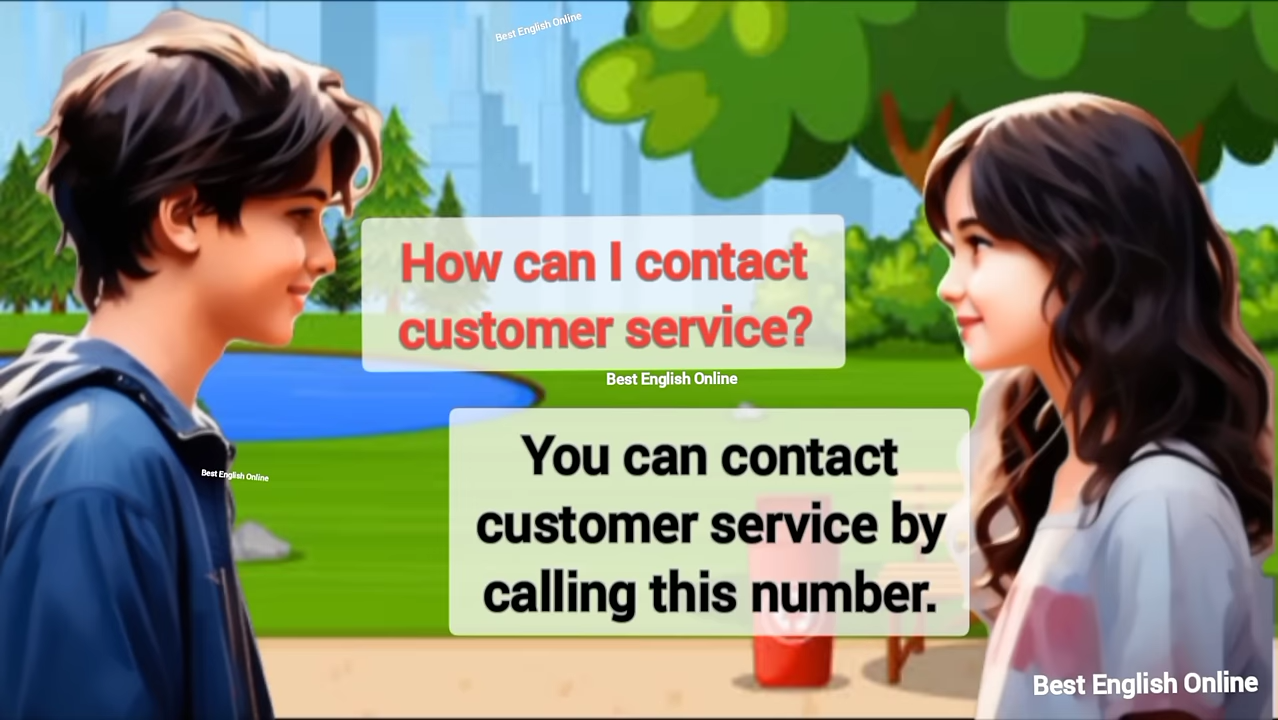 Best English Online
How can I contact
customer service?
Best English Online
You can contact
customer service by
calling this number.
Best English Online
Best English Online